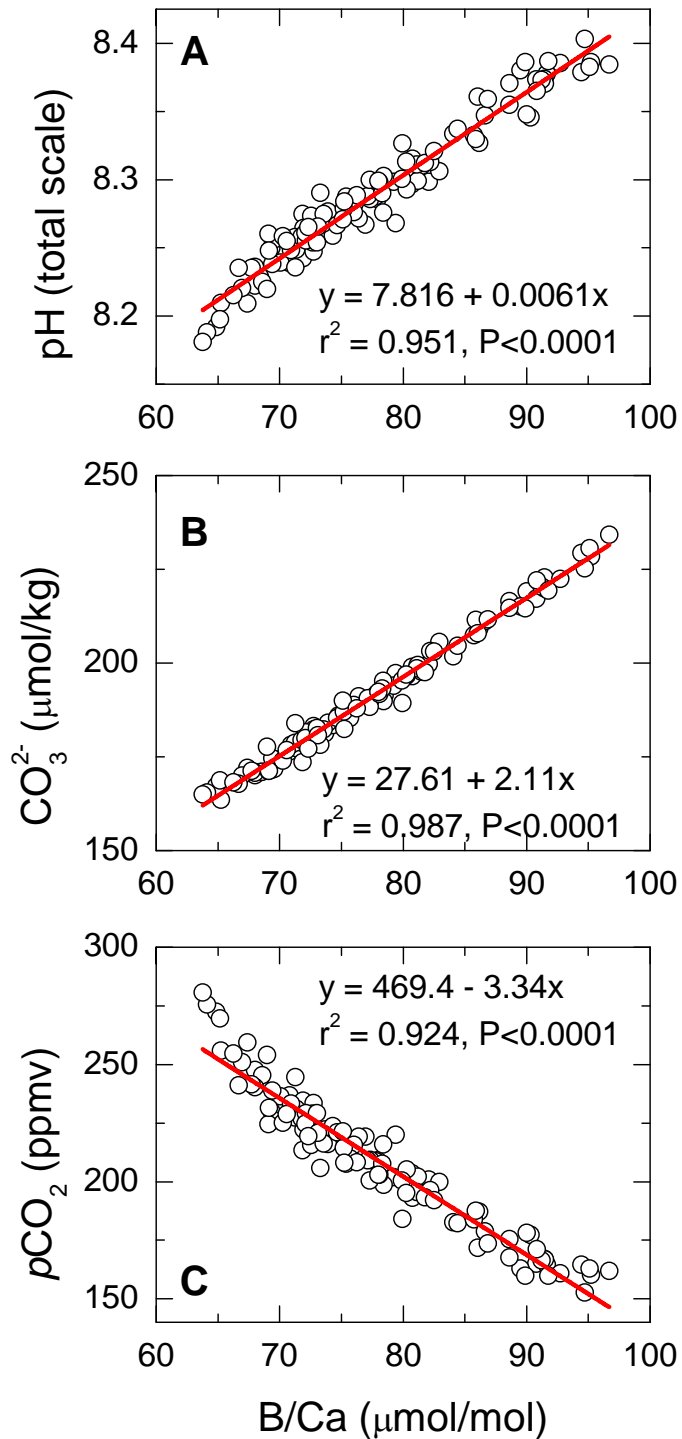 A
8.4
8.3
8.2
pH (total scale)
y = 7.816 + 0.0061x
r² = 0.951, P<0.0001
60 70 80 90 100
B
250
200
150
CO₃²⁻ (μmol/kg)
y = 27.61 + 2.11x
r² = 0.987, P<0.0001
60 70 80 90 100
300
250
200
150
pCO₂ (ppmv)
y = 469.4 - 3.34x
r² = 0.924, P<0.0001
C
60 70 80 90 100
B/Ca (μmol/mol)